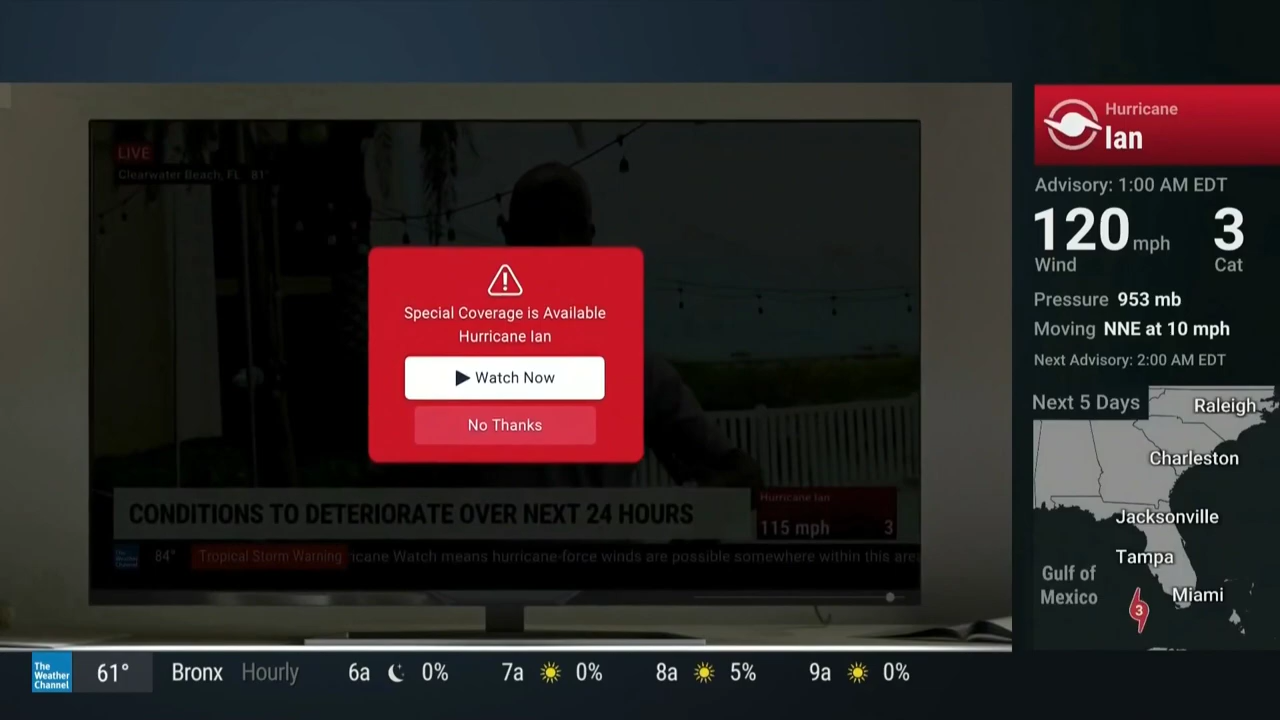 LIVE
Clearwater Beach, FL 81°
Special Coverage is Available
Hurricane Ian
Watch Now
No Thanks
CONDITIONS TO DETERIORATE OVER NEXT 24 HOURS
Hurricane Ian
115 mph 3
The Weather Channel
84° Tropical Storm Warning ricane Watch means hurricane-force winds are possible somewhere within this area
Hurricane
Ian
Advisory: 1:00 AM EDT
120 mph 3
Wind Cat
Pressure 953 mb
Moving NNE at 10 mph
Next Advisory: 2:00 AM EDT
Next 5 Days
Raleigh
Charleston
Jacksonville
Tampa
Gulf of
Mexico
Miami
3
The
Weather
Channel
61° Bronx Hourly 6a 0% 7a 0% 8a 5% 9a 0%